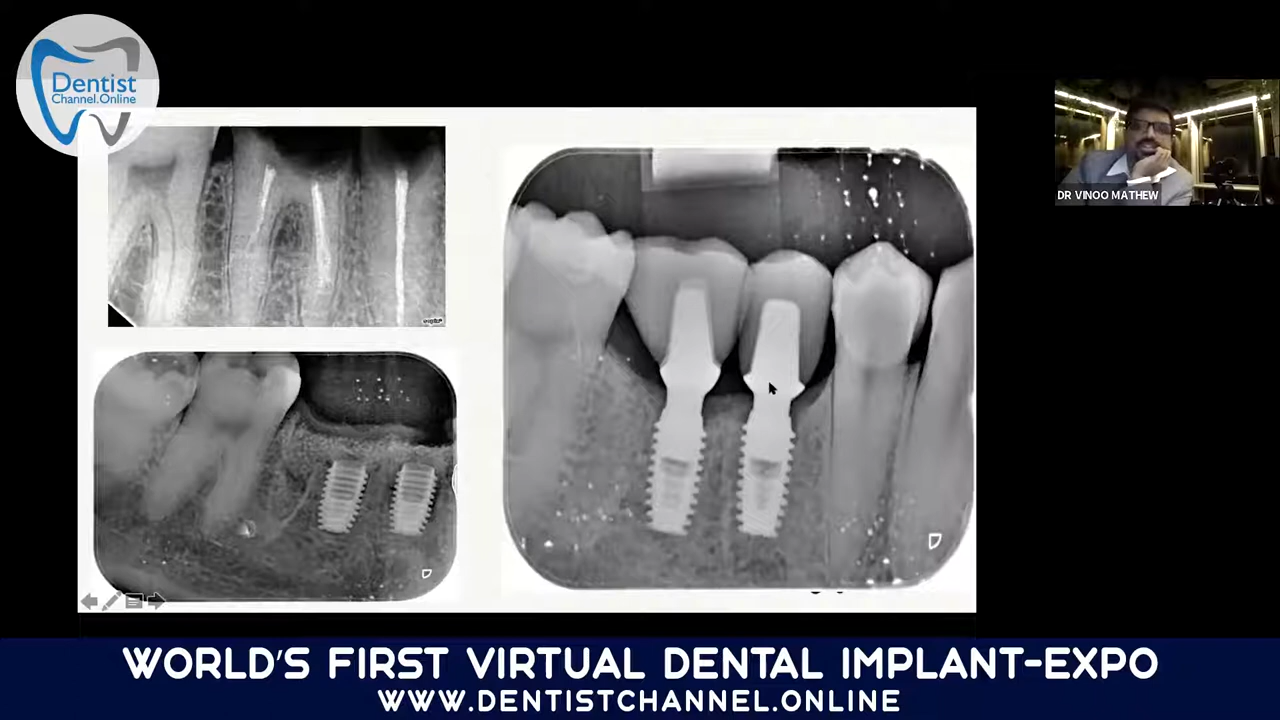 Dentist
Channel.Online
DR VINOO MATHEW
D
D
WORLD'S FIRST VIRTUAL DENTAL IMPLANT-EXPO
WWW.DENTISTCHANNEL.ONLINE